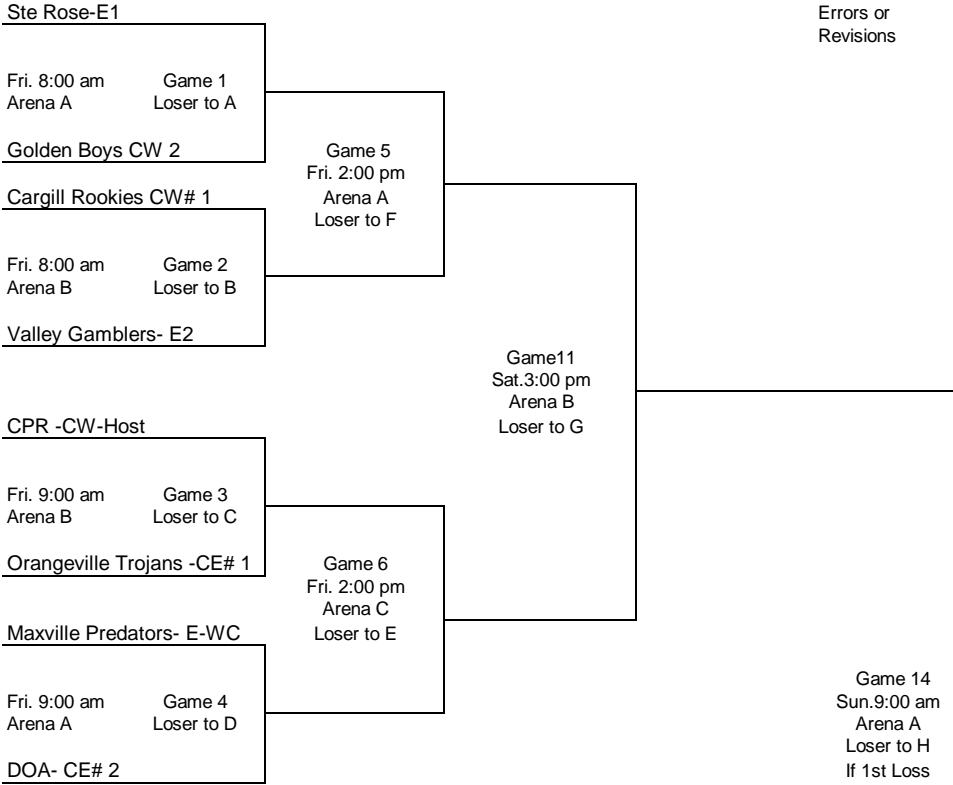 Ste Rose-E1
Errors or
Revisions
Fri. 8:00 am Game 1
Arena A Loser to A
Golden Boys CW 2
Game 5
Fri. 2:00 pm
Arena A
Loser to F
Cargill Rookies CW# 1
Fri. 8:00 am Game 2
Arena B Loser to B
Valley Gamblers- E2
Game11
Sat.3:00 pm
Arena B
Loser to G
CPR -CW-Host
Fri. 9:00 am Game 3
Arena B Loser to C
Orangeville Trojans -CE# 1
Game 6
Fri. 2:00 pm
Arena C
Loser to E
Maxville Predators- E-WC
Fri. 9:00 am Game 4
Arena A Loser to D
DOA- CE# 2
Game 14
Sun.9:00 am
Arena A
Loser to H
If 1st Loss